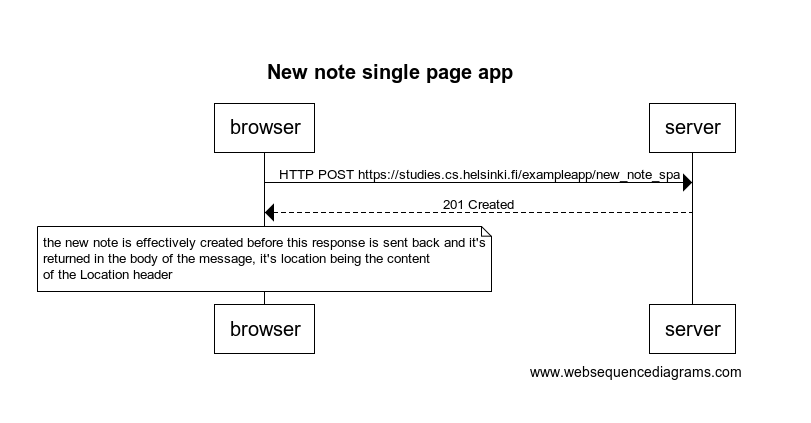 New note single page app
browser
server
HTTP POST https://studies.cs.helsinki.fi/exampleapp/new_note_spa
201 Created
the new note is effectively created before this response is sent back and it's
returned in the body of the message, it's location being the content
of the Location header
browser
server
www.websequencediagrams.com